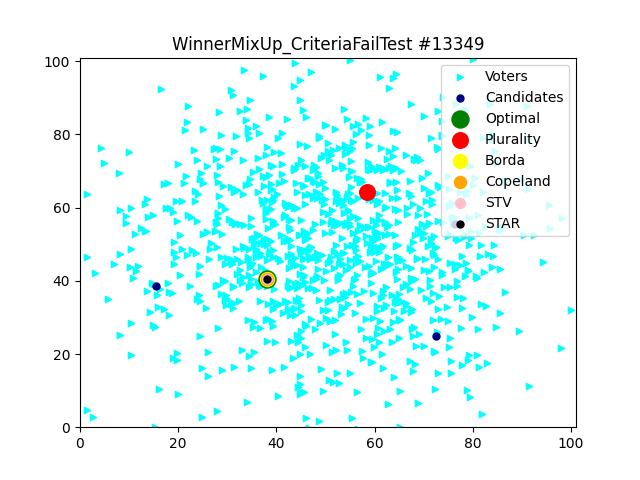 WinnerMixUp_CriteriaFailTest #13349
100
80
60
40
20
0
0
20
40
60
80
100
Voters
Candidates
Optimal
Plurality
Borda
Copeland
STV
STAR